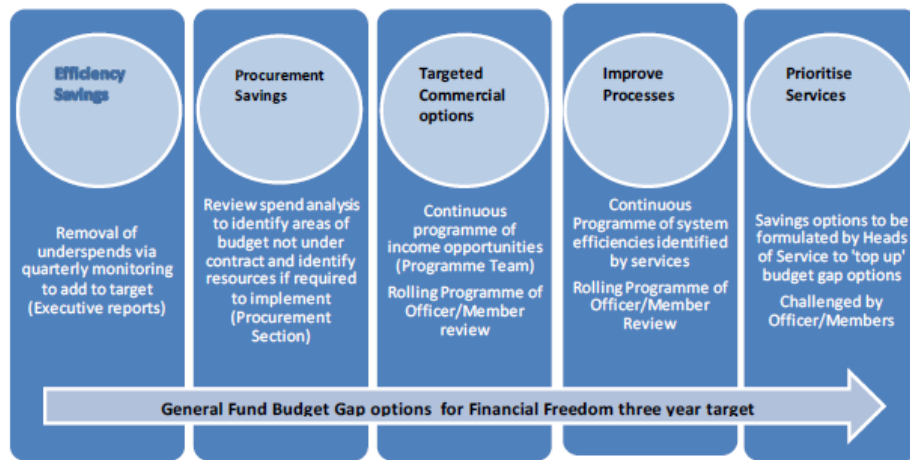 Efficiency
Savings
Removal of
underspends via
quarterly monitoring
to add to target
(Executive reports)
Procurement
Savings
Review spend analysis
to identify areas of
budget not under
contract and identify
resources if required
to implement
(Procurement
Section)
Targeted
Commercial
options
Continuous
programme of
income opportunities
(Programme Team)
Rolling Programme of
Officer/Member
review
Improve
Processes
Continuous
Programme of system
efficiencies identified
by services
Rolling Programme of
Officer/Member
Review
Prioritise
Services
Savings options to be
formulated by Heads
of Service to 'top up'
budget gap options
Challenged by
Officer/Members
General Fund Budget Gap options for Financial Freedom three year target